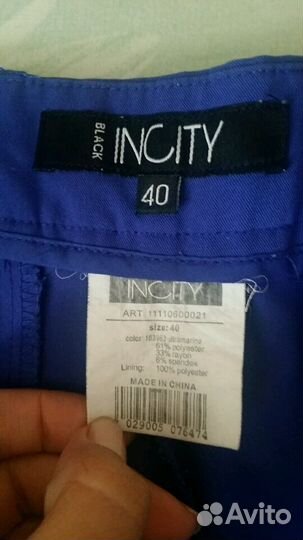 BLACK INCITY
40
INCITY
ART. 11110600021
size: 40
color: ultramarine
61% polyester
33% rayon
6% spandex
Lining: 100% polyester
MADE IN CHINA
029005 076474
Avito